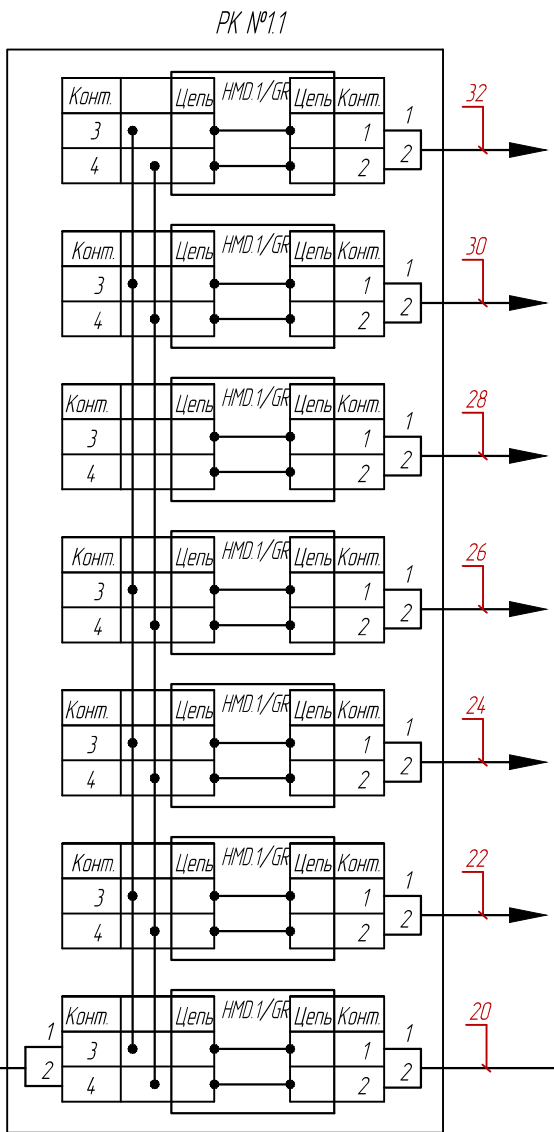 РК №1.1
Конт. Цепь HMD.1/GR Цепь Конт. 1 32
3 1 2
4 2
Конт. Цепь HMD.1/GR Цепь Конт. 1 30
3 1 2
4 2
Конт. Цепь HMD.1/GR Цепь Конт. 1 28
3 1 2
4 2
Конт. Цепь HMD.1/GR Цепь Конт. 1 26
3 1 2
4 2
Конт. Цепь HMD.1/GR Цепь Конт. 1 24
3 1 2
4 2
Конт. Цепь HMD.1/GR Цепь Конт. 1 22
3 1 2
4 2
1 Конт. Цепь HMD.1/GR Цепь Конт. 1 20
2 3 1 2
4 2